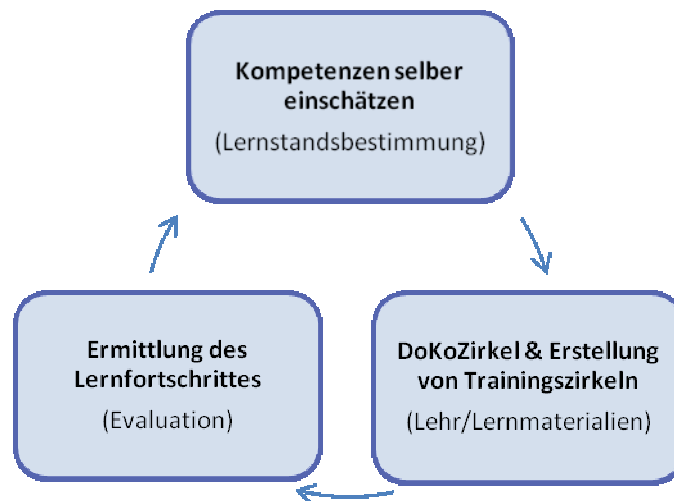 Kompetenzen selber
einschätzen
(Lernstandsbestimmung)
Ermittlung des
Lernfortschrittes
(Evaluation)
DoKoZirkel & Erstellung
von Trainingszirkeln
(Lehr/Lernmaterialien)